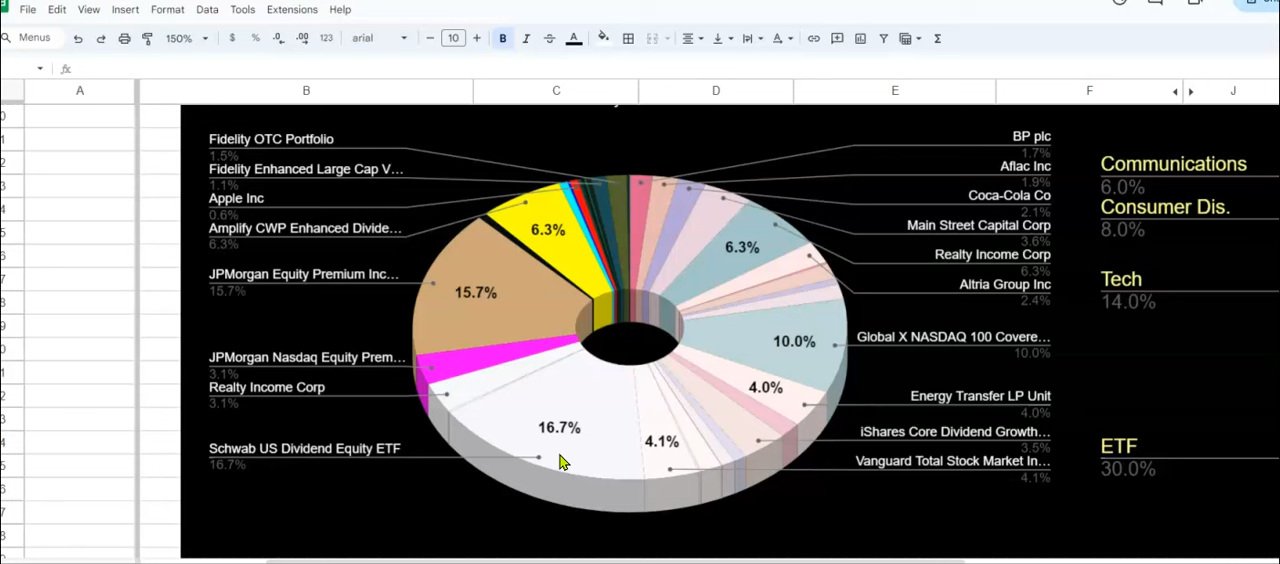 File Edit View Insert Format Data Tools Extensions Help
Menus 150% $ % .0 .00 123 arial 10 B I A
fx
A B C D E F J
Fidelity OTC Portfolio
1.5%
Fidelity Enhanced Large Cap V...
1.1%
Apple Inc
0.6%
Amplify CWP Enhanced Divide...
6.3%
JPMorgan Equity Premium Inc...
15.7%
JPMorgan Nasdaq Equity Prem...
3.1%
Realty Income Corp
3.1%
Schwab US Dividend Equity ETF
16.7%
6.3%
15.7%
16.7%
4.1%
6.3%
10.0%
4.0%
BP plc
1.7%
Aflac Inc
1.9%
Coca-Cola Co
2.1%
Main Street Capital Corp
3.6%
Realty Income Corp
6.3%
Altria Group Inc
2.4%
Global X NASDAQ 100 Covere...
10.0%
Energy Transfer LP Unit
4.0%
iShares Core Dividend Growth...
3.5%
Vanguard Total Stock Market In...
4.1%
Communications
6.0%
Consumer Dis.
8.0%
Tech
14.0%
ETF
30.0%